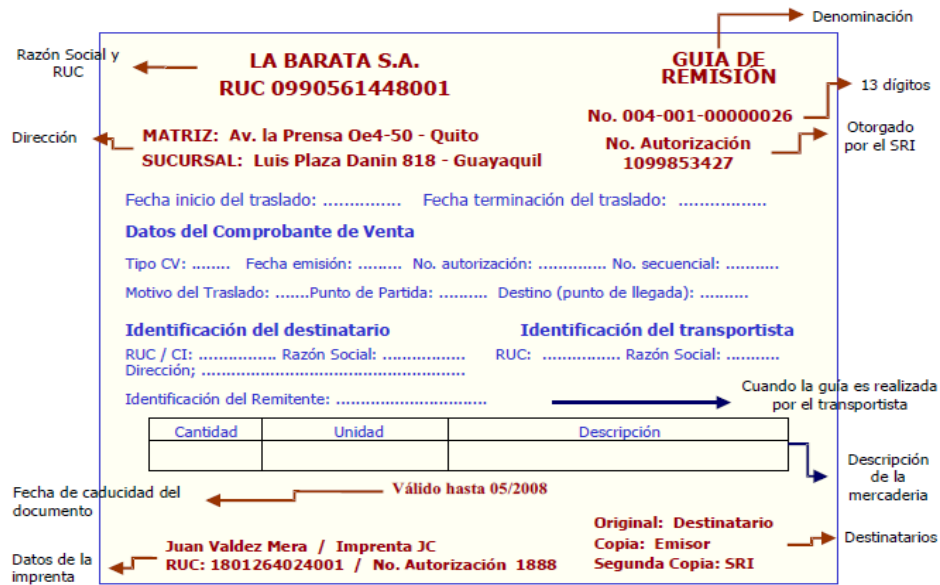 Denominación
Razón Social y
RUC
LA BARATA S.A.
RUC 0990561448001
GUIA DE
REMISIÓN
13 dígitos
No. 004-001-00000026
Dirección
MATRIZ: Av. la Prensa Oe4-50 - Quito
SUCURSAL: Luis Plaza Danin 818 - Guayaquil
No. Autorización
1099853427
Otorgado
por el SRI
Fecha inicio del traslado: ............... Fecha terminación del traslado: .................
Datos del Comprobante de Venta
Tipo CV: ........ Fecha emisión: ......... No. autorización: .............. No. secuencial: ...........
Motivo del Traslado: .......Punto de Partida: .......... Destino (punto de llegada): ..........
Identificación del destinatario
Identificación del transportista
RUC / CI: ................ Razón Social: .................
RUC: ................ Razón Social: ...........
Dirección; ......................................................
Identificación del Remitente: ...............................
Cuando la guía es realizada
por el transportista
Cantidad Unidad Descripción
Descripción
de la
mercaderia
Fecha de caducidad del
documento
Válido hasta 05/2008
Original: Destinatario
Copia: Emisor
Segunda Copia: SRI
Destinatarios
Datos de la
imprenta
Juan Valdez Mera / Imprenta JC
RUC: 1801264024001 / No. Autorización 1888